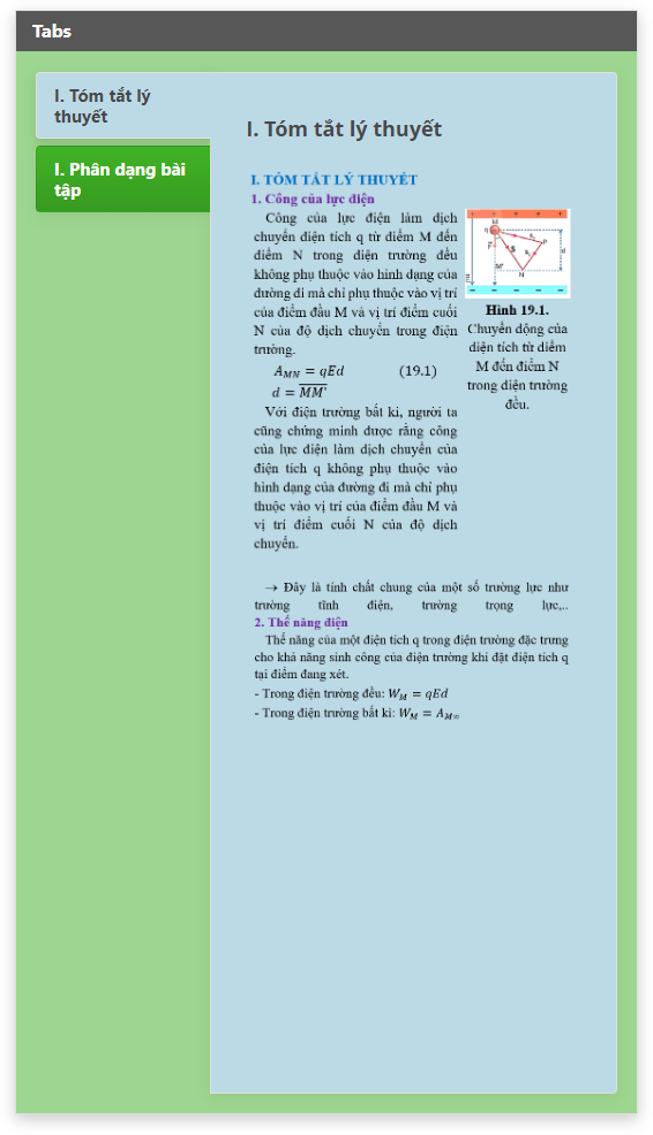 Tabs
I. Tóm tắt lý
thuyết
I. Phân dạng bài
tập
I. Tóm tắt lý thuyết
I. TÓM TẮT LÝ THUYẾT
1. Công của lực điện
Công của lực điện làm dịch
chuyển điện tích q từ điểm M đến
điểm N trong điện trường đều
không phụ thuộc vào hình dạng của
đường đi mà chỉ phụ thuộc vào vị trí
của điểm đầu M và vị trí điểm cuối
N của độ dịch chuyển trong điện
trường.
A_MN = qEd (19.1)
d = \overline{MM'}
Với điện trường bất kì, người ta
cũng chứng minh được rằng công
của lực điện làm dịch chuyển của
điện tích q không phụ thuộc vào
hình dạng của đường đi mà chỉ phụ
thuộc vào vị trí của điểm đầu M và
vị trí điểm cuối N của độ dịch
chuyển.
M
q
F
S
P
d
M'
N
Hình 19.1.
Chuyển động của
điện tích từ điểm
M đến điểm N
trong điện trường
đều.
→ Đây là tính chất chung của một số trường lực như
trường tĩnh điện, trường trọng lực,..
2. Thế năng điện
Thế năng của một điện tích q trong điện trường đặc trưng
cho khả năng sinh công của điện trường khi đặt điện tích q
tại điểm đang xét.
- Trong điện trường đều: W_M = qEd
- Trong điện trường bất kì: W_M = A_M∞